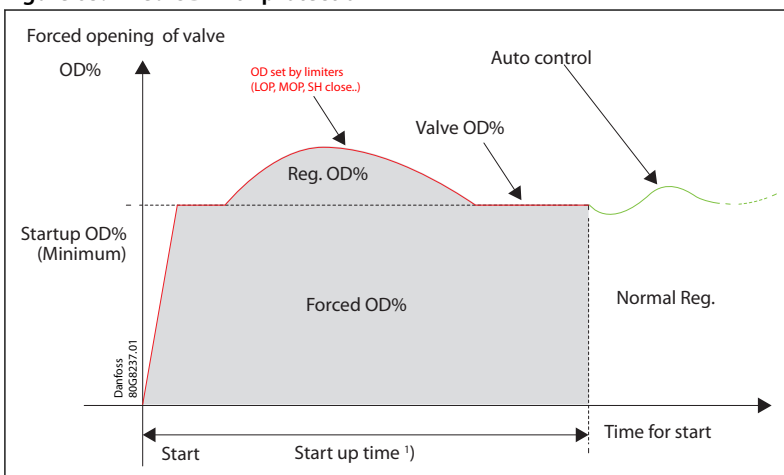 Forced opening of valve
OD%
OD set by limiters
(LOP, MOP, SH close..)
Auto control
Valve OD%
Reg. OD%
Startup OD%
(Minimum)
Forced OD%
Normal Reg.
Danfoss
80G8237.01
Time for start
Start
Start up time ¹)